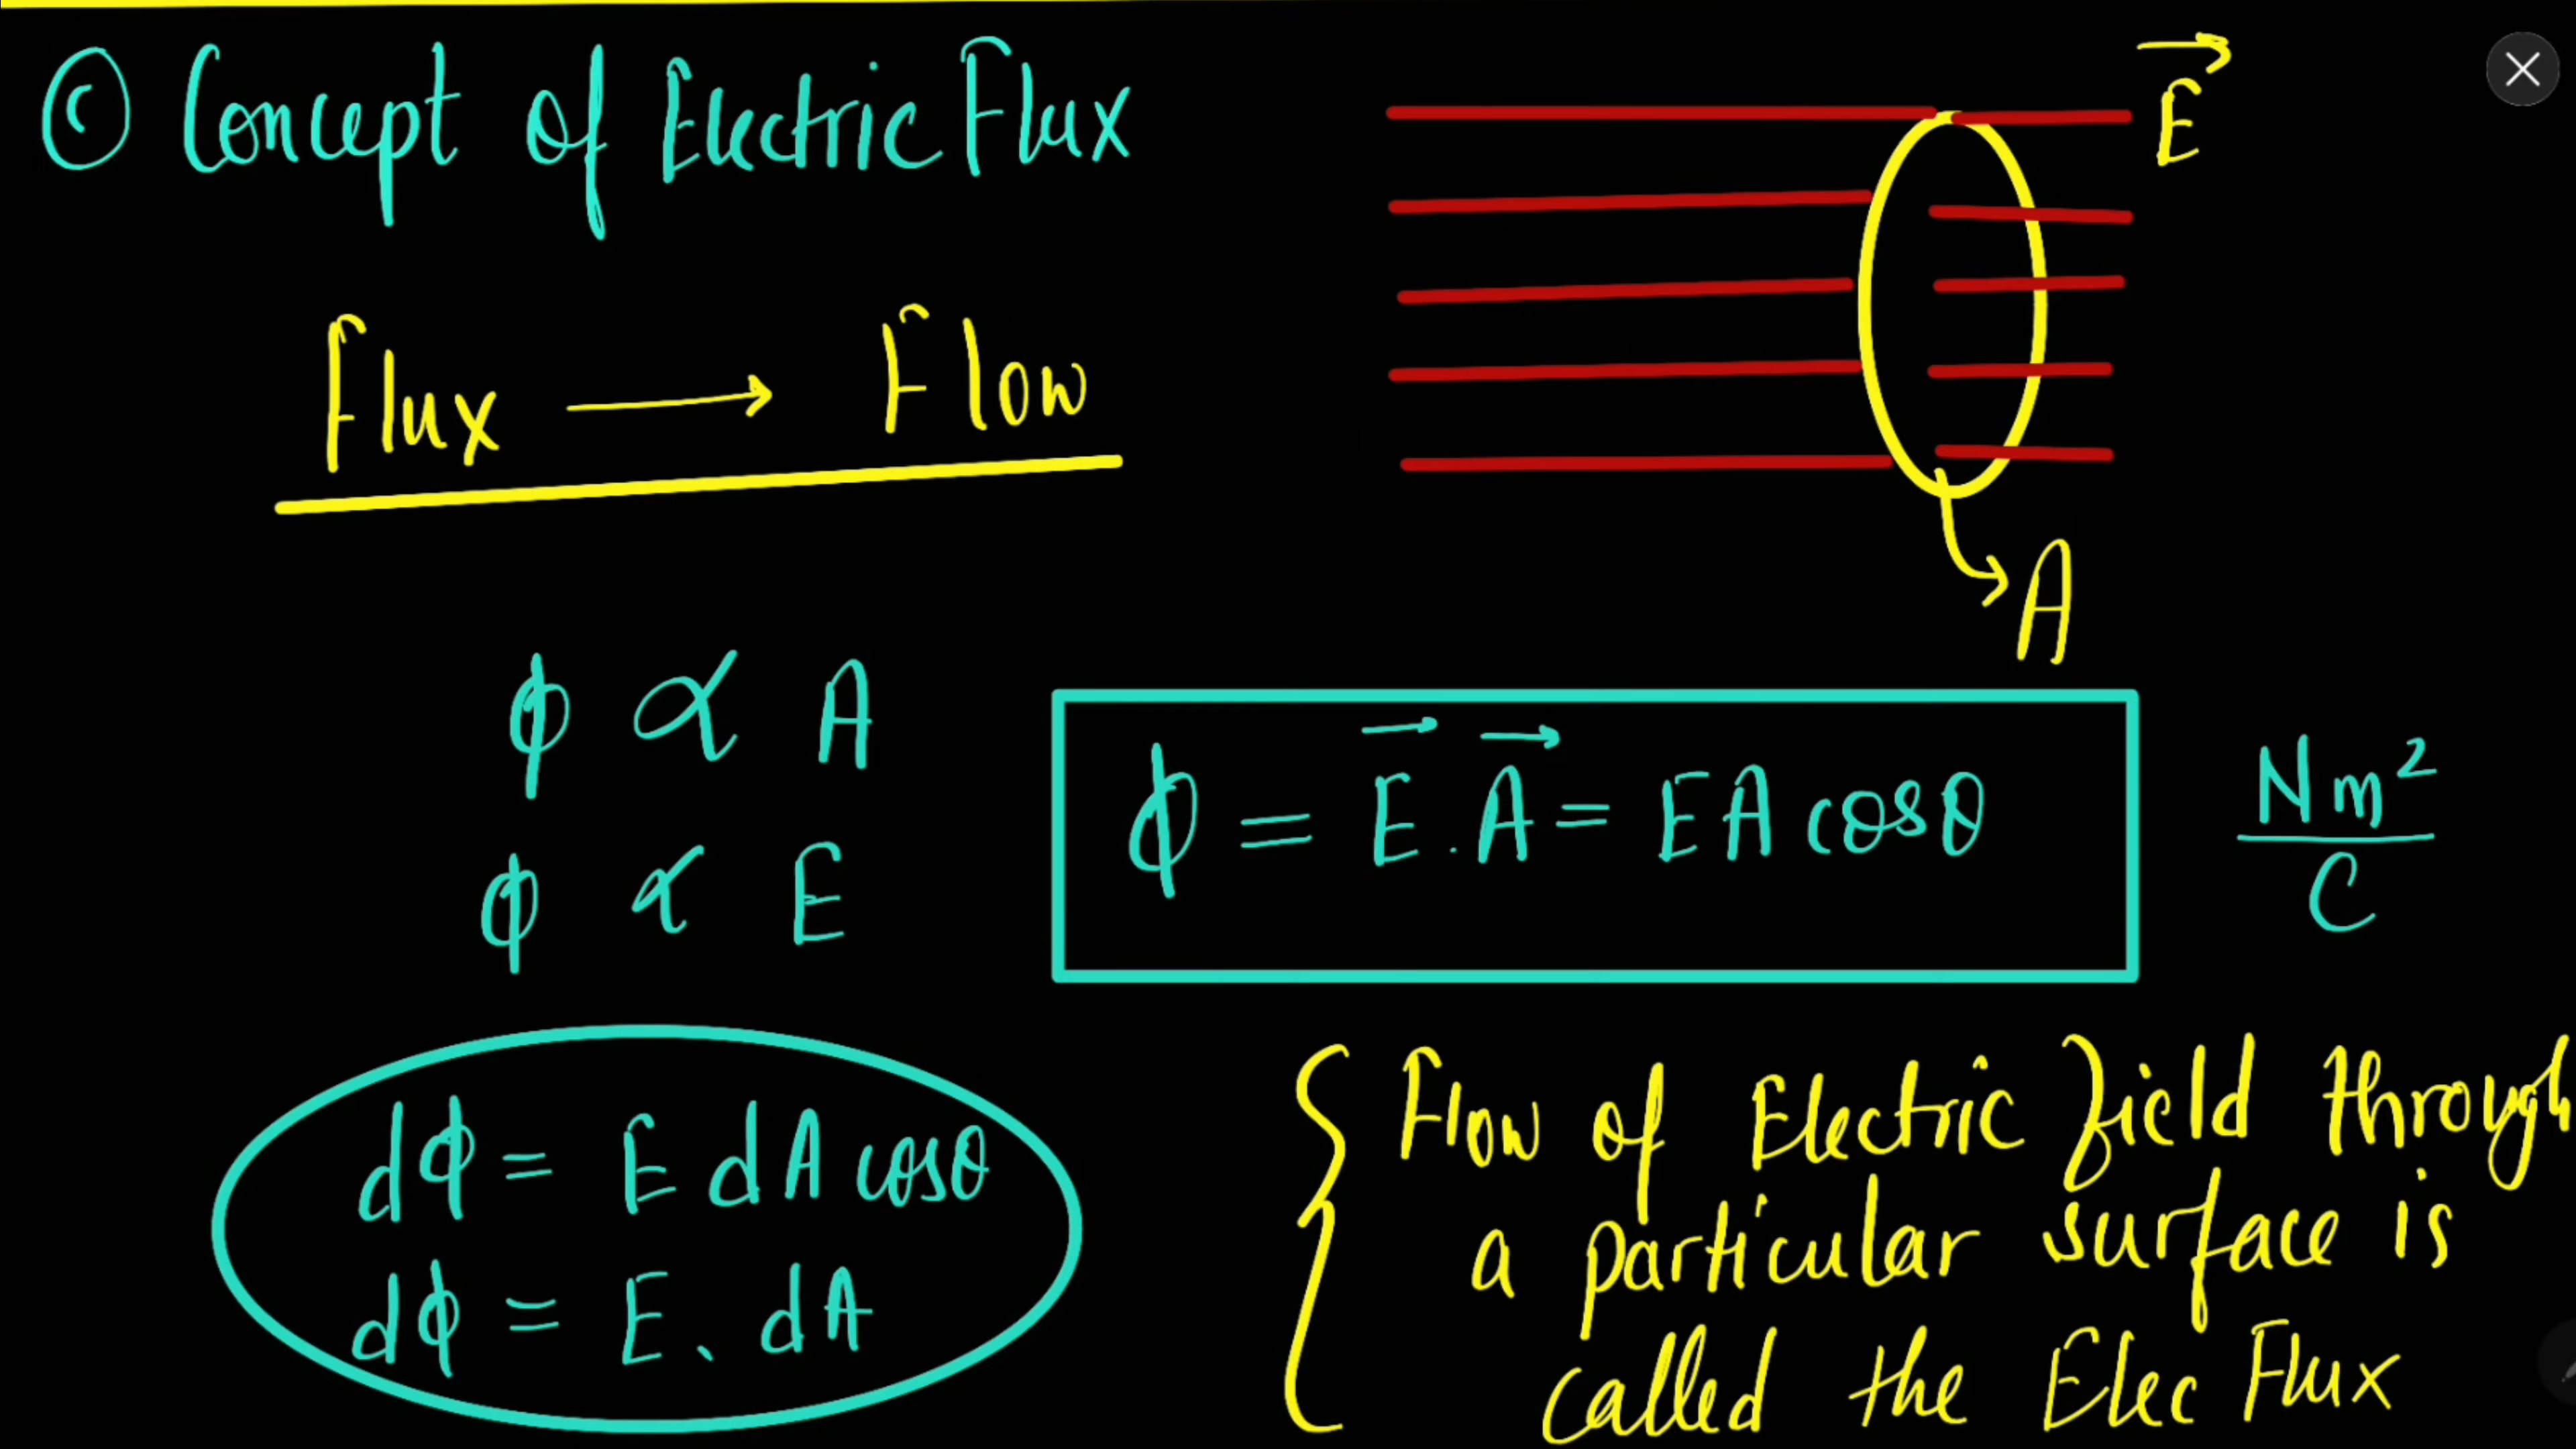 © Concept of Electric Flux
E
Flux → Flow
A
ϕ ∝ A
ϕ = E . A = EA cosθ
Nm²
C
ϕ ∝ E
dϕ = E dA cosθ
dϕ = E . dA
Flow of Electric field through
a particular surface is
called the Elec Flux